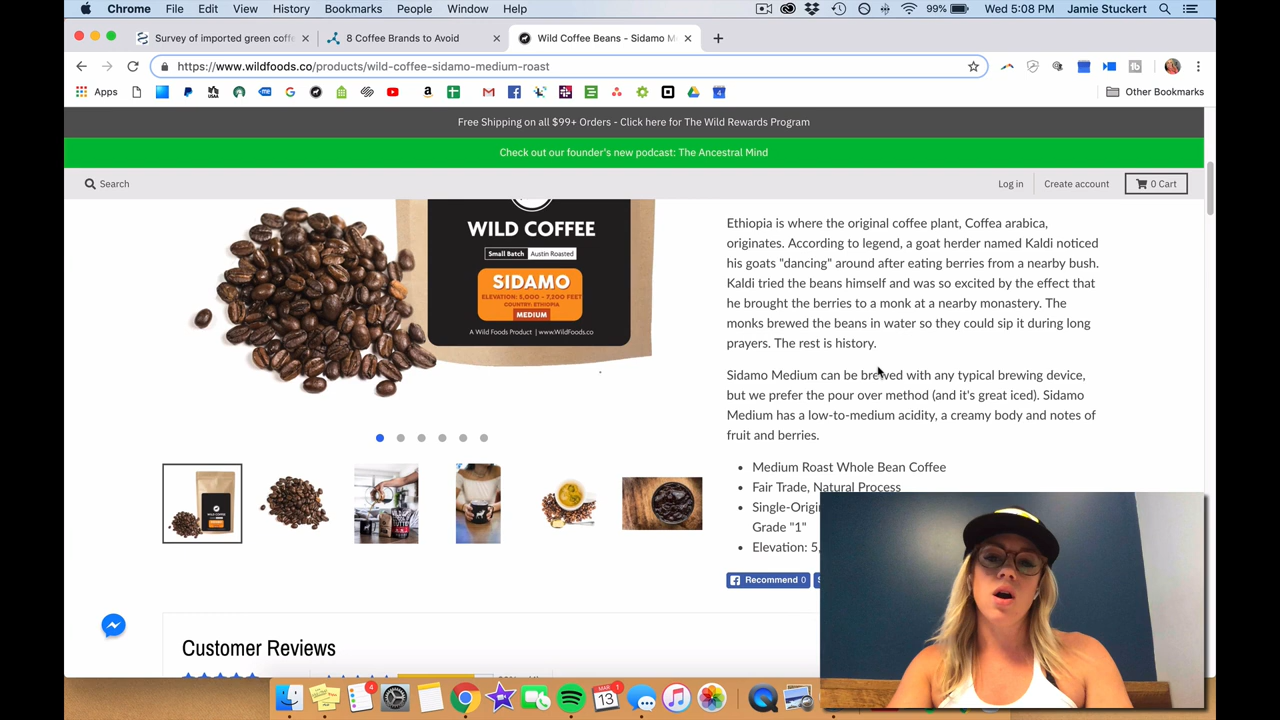 Chrome File Edit View History Bookmarks People Window Help 99% Wed 5:08 PM Jamie Stuckert
Survey of imported green coff
8 Coffee Brands to Avoid
Wild Coffee Beans - Sidamo M
https://www.wildfoods.co/products/wild-coffee-sidamo-medium-roast
Apps
Other Bookmarks
Free Shipping on all $99+ Orders - Click here for The Wild Rewards Program
Check out our founder's new podcast: The Ancestral Mind
Search
Log in
Create account
0 Cart
WILD COFFEE
Small Batch Austin Roasted
SIDAMO
ELEVATION: 5,000 - 7,200 FEET
COUNTRY: ETHIOPIA
MEDIUM
A Wild Foods Product | www.WildFoods.co
Ethiopia is where the original coffee plant, Coffea arabica,
originates. According to legend, a goat herder named Kaldi noticed
his goats "dancing" around after eating berries from a nearby bush.
Kaldi tried the beans himself and was so excited by the effect that
he brought the berries to a monk at a nearby monastery. The
monks brewed the beans in water so they could sip it during long
prayers. The rest is history.
Sidamo Medium can be brewed with any typical brewing device,
but we prefer the pour over method (and it's great iced). Sidamo
Medium has a low-to-medium acidity, a creamy body and notes of
fruit and berries.
Medium Roast Whole Bean Coffee
Fair Trade, Natural Process
Single-Origi
Grade "1"
Elevation: 5,
Recommend 0
Customer Reviews
4
MAR
13
1